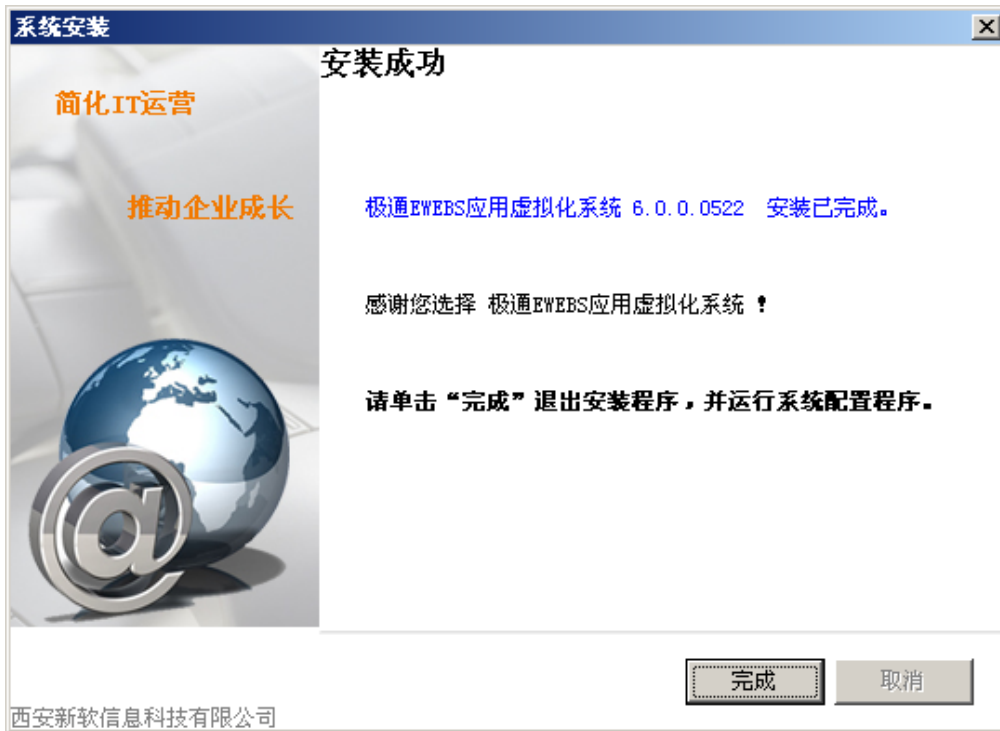 系统安装
安装成功
简化IT运营
推动企业成长
极通EWEBS应用虚拟化系统 6.0.0.0522 安装已完成。
感谢您选择 极通EWEBS应用虚拟化系统 ！
请单击“完成”退出安装程序，并运行系统配置程序。
完成
取消
西安新软信息科技有限公司